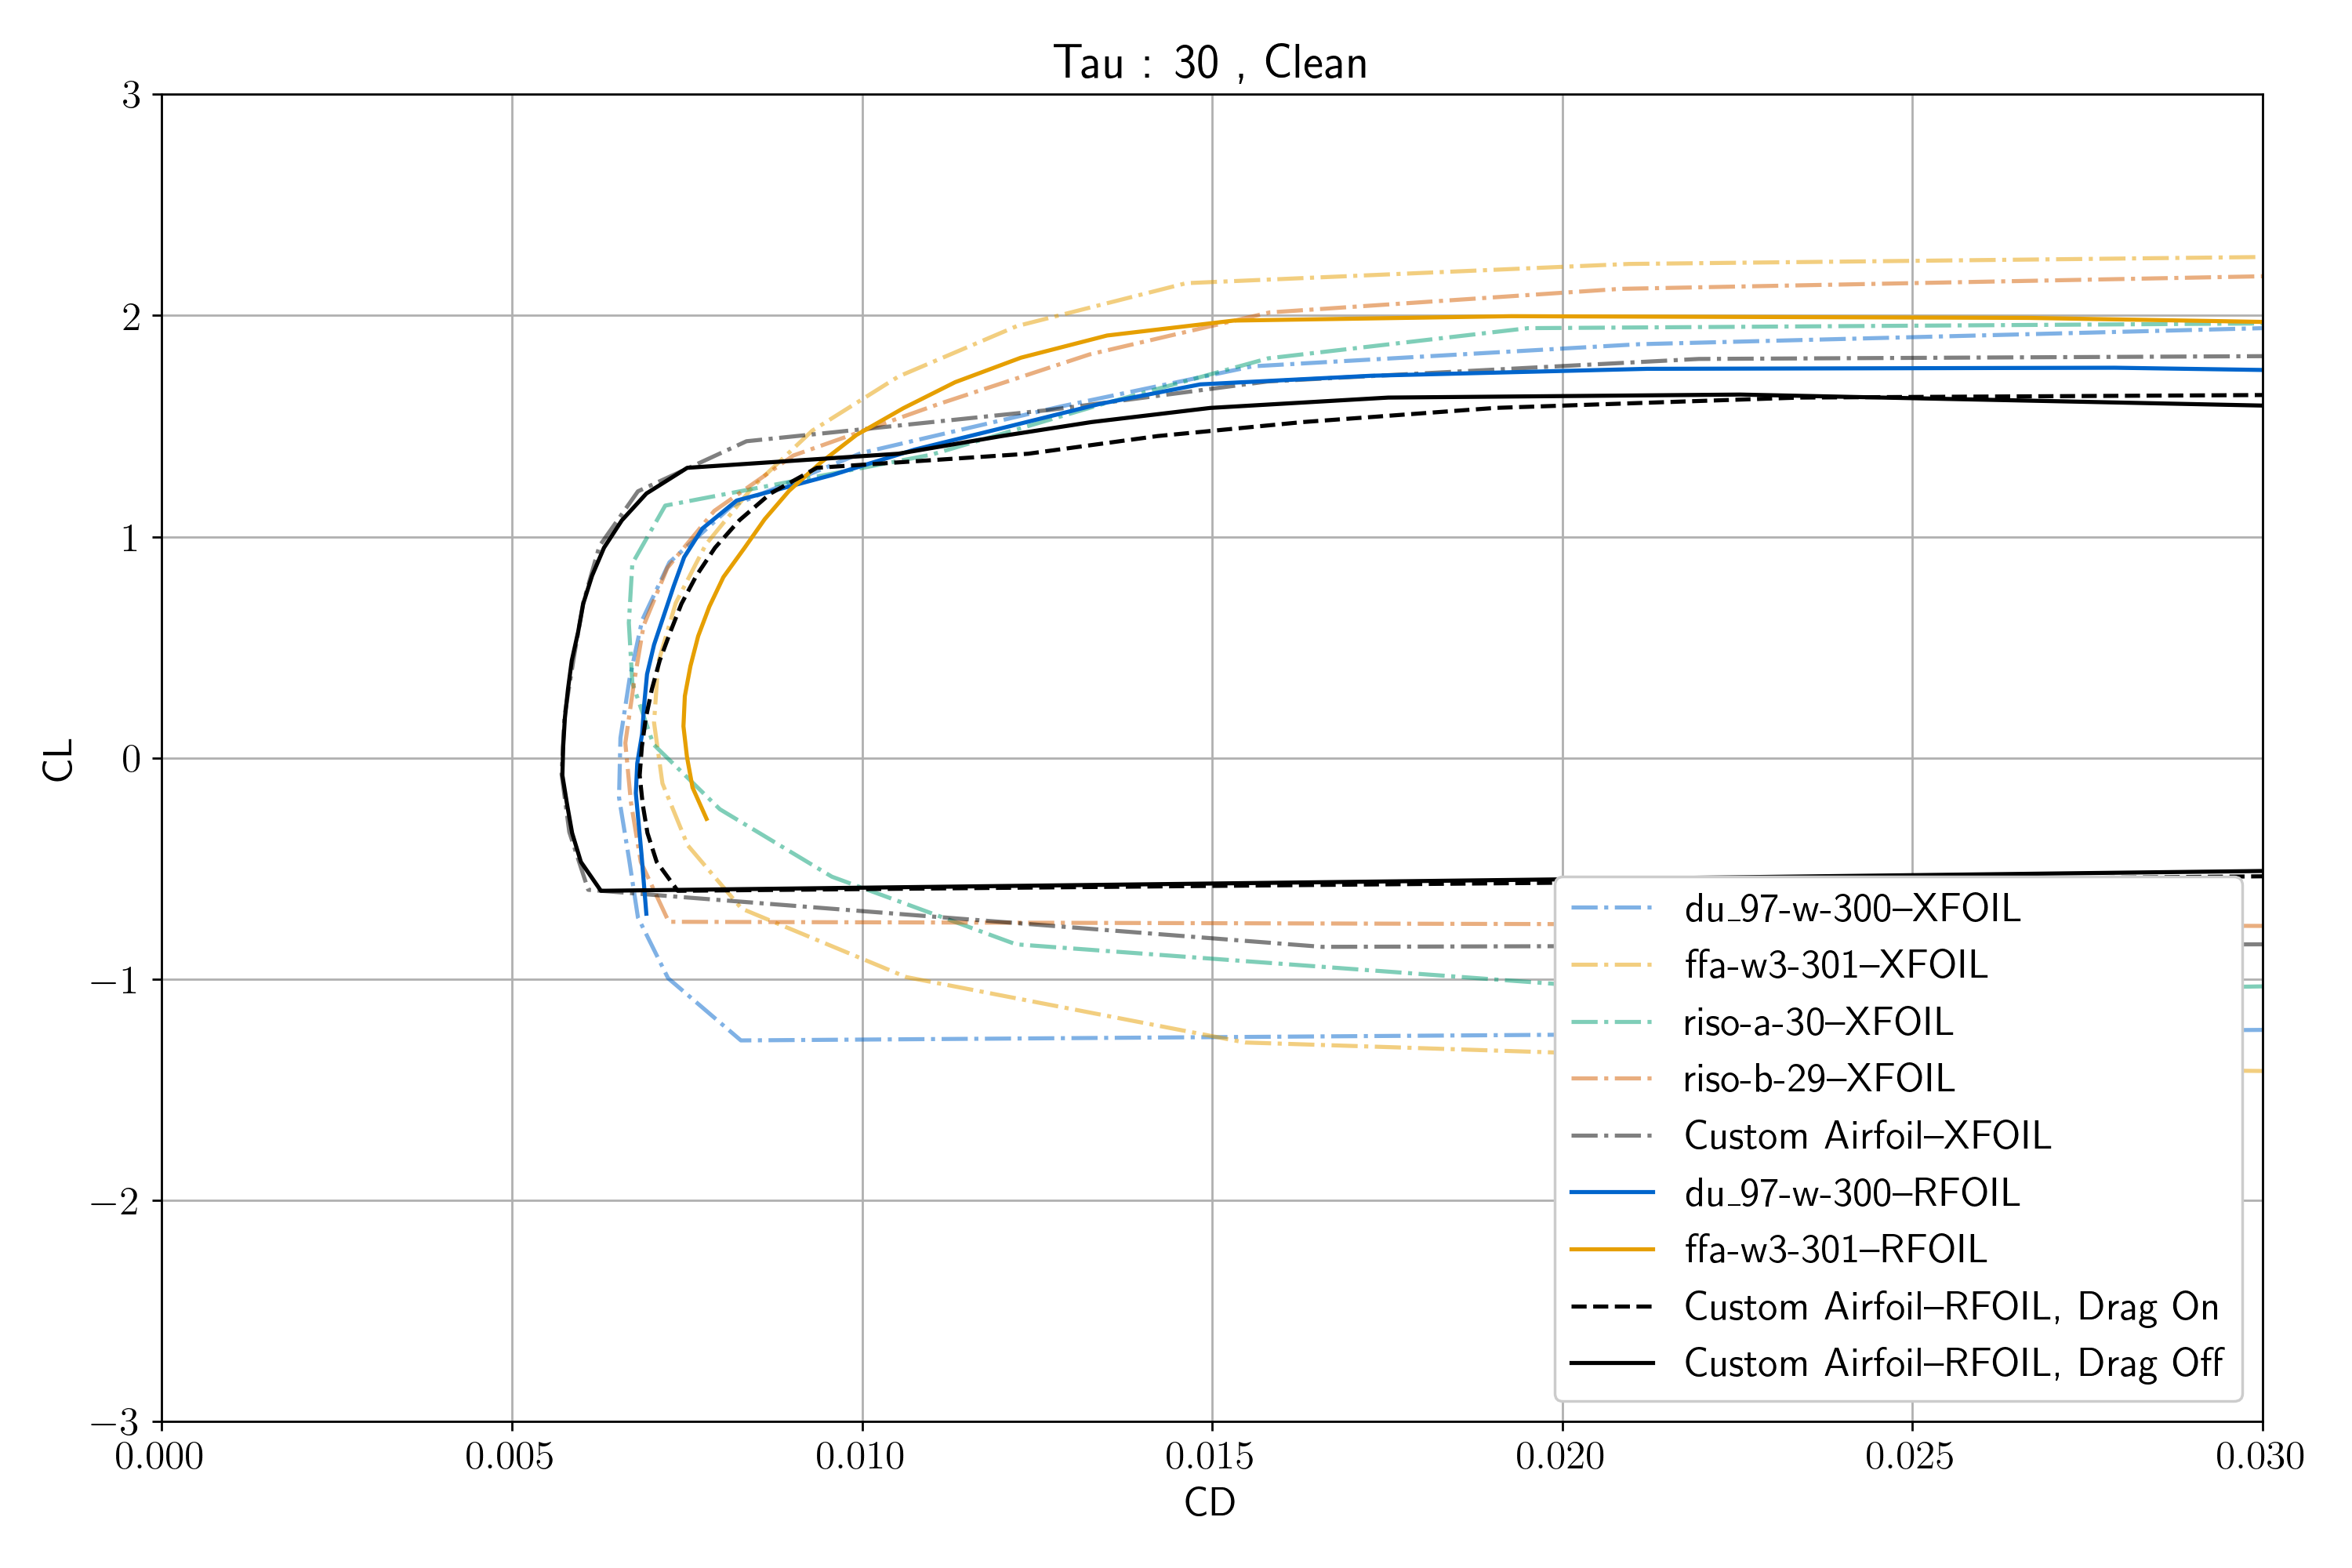 Tau : 30 , Clean
3
2
1
0
−1
−2
−3
CL
0.000 0.005 0.010 0.015 0.020 0.025 0.030
CD
du_97-w-300–XFOIL
ffa-w3-301–XFOIL
riso-a-30–XFOIL
riso-b-29–XFOIL
Custom Airfoil–XFOIL
du_97-w-300–RFOIL
ffa-w3-301–RFOIL
Custom Airfoil–RFOIL, Drag On
Custom Airfoil–RFOIL, Drag Off